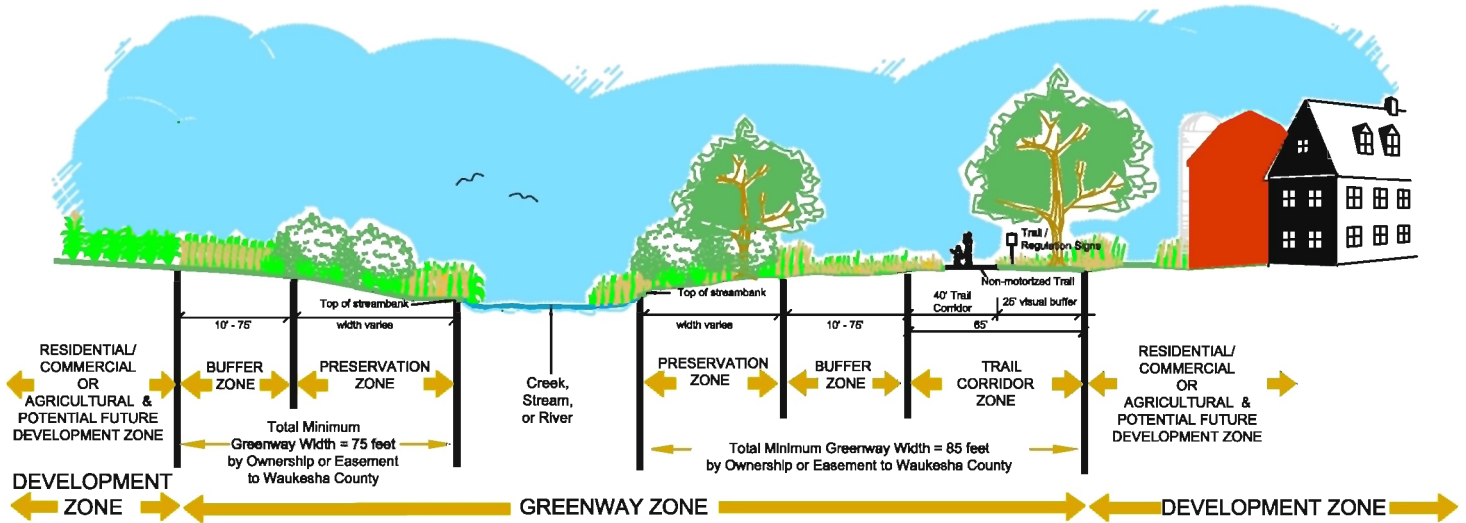 Trail /
Regulation Signs
Non-motorized Trail
Top of streambank
Top of streambank
40' Trail
Corridor
25' visual buffer
10' - 75'
width varies
width varies
10' - 75'
65'
RESIDENTIAL/
COMMERCIAL
OR
AGRICULTURAL &
POTENTIAL FUTURE
DEVELOPMENT ZONE
BUFFER
ZONE
PRESERVATION
ZONE
Creek,
Stream,
or River
PRESERVATION
ZONE
BUFFER
ZONE
TRAIL
CORRIDOR
ZONE
RESIDENTIAL/
COMMERCIAL
OR
AGRICULTURAL &
POTENTIAL FUTURE
DEVELOPMENT ZONE
Total Minimum
Greenway Width = 75 feet
by Ownership or Easement
to Waukesha County
Total Minimum Greenway Width = 85 feet
by Ownership or Easement to Waukesha County
DEVELOPMENT
ZONE
GREENWAY ZONE
DEVELOPMENT ZONE